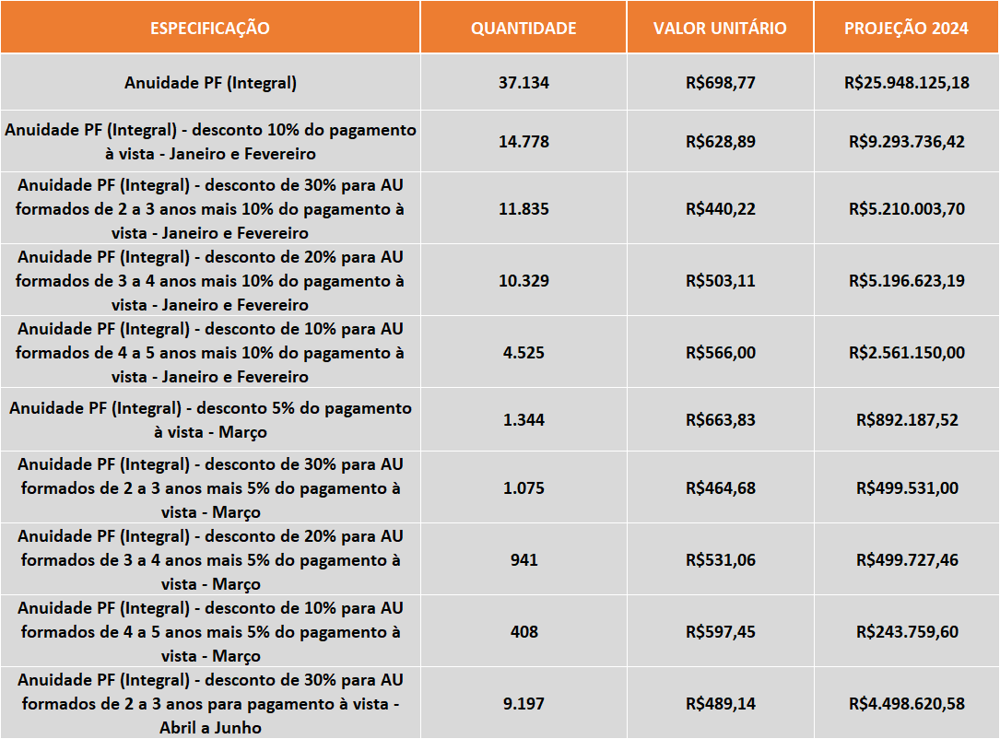 ESPECIFICAÇÃO QUANTIDADE VALOR UNITÁRIO PROJEÇÃO 2024
Anuidade PF (Integral) 37.134 R$698,77 R$25.948.125,18
Anuidade PF (Integral) - desconto 10% do pagamento
à vista - Janeiro e Fevereiro 14.778 R$628,89 R$9.293.736,42
Anuidade PF (Integral) - desconto de 30% para AU
formados de 2 a 3 anos mais 10% do pagamento à
vista - Janeiro e Fevereiro 11.835 R$440,22 R$5.210.003,70
Anuidade PF (Integral) - desconto de 20% para AU
formados de 3 a 4 anos mais 10% do pagamento à
vista - Janeiro e Fevereiro 10.329 R$503,11 R$5.196.623,19
Anuidade PF (Integral) - desconto de 10% para AU
formados de 4 a 5 anos mais 10% do pagamento à
vista - Janeiro e Fevereiro 4.525 R$566,00 R$2.561.150,00
Anuidade PF (Integral) - desconto 5% do pagamento
à vista - Março 1.344 R$663,83 R$892.187,52
Anuidade PF (Integral) - desconto de 30% para AU
formados de 2 a 3 anos mais 5% do pagamento à
vista - Março 1.075 R$464,68 R$499.531,00
Anuidade PF (Integral) - desconto de 20% para AU
formados de 3 a 4 anos mais 5% do pagamento à
vista - Março 941 R$531,06 R$499.727,46
Anuidade PF (Integral) - desconto de 10% para AU
formados de 4 a 5 anos mais 5% do pagamento à
vista - Março 408 R$597,45 R$243.759,60
Anuidade PF (Integral) - desconto de 30% para AU
formados de 2 a 3 anos para pagamento à vista -
Abril a Junho 9.197 R$489,14 R$4.498.620,58